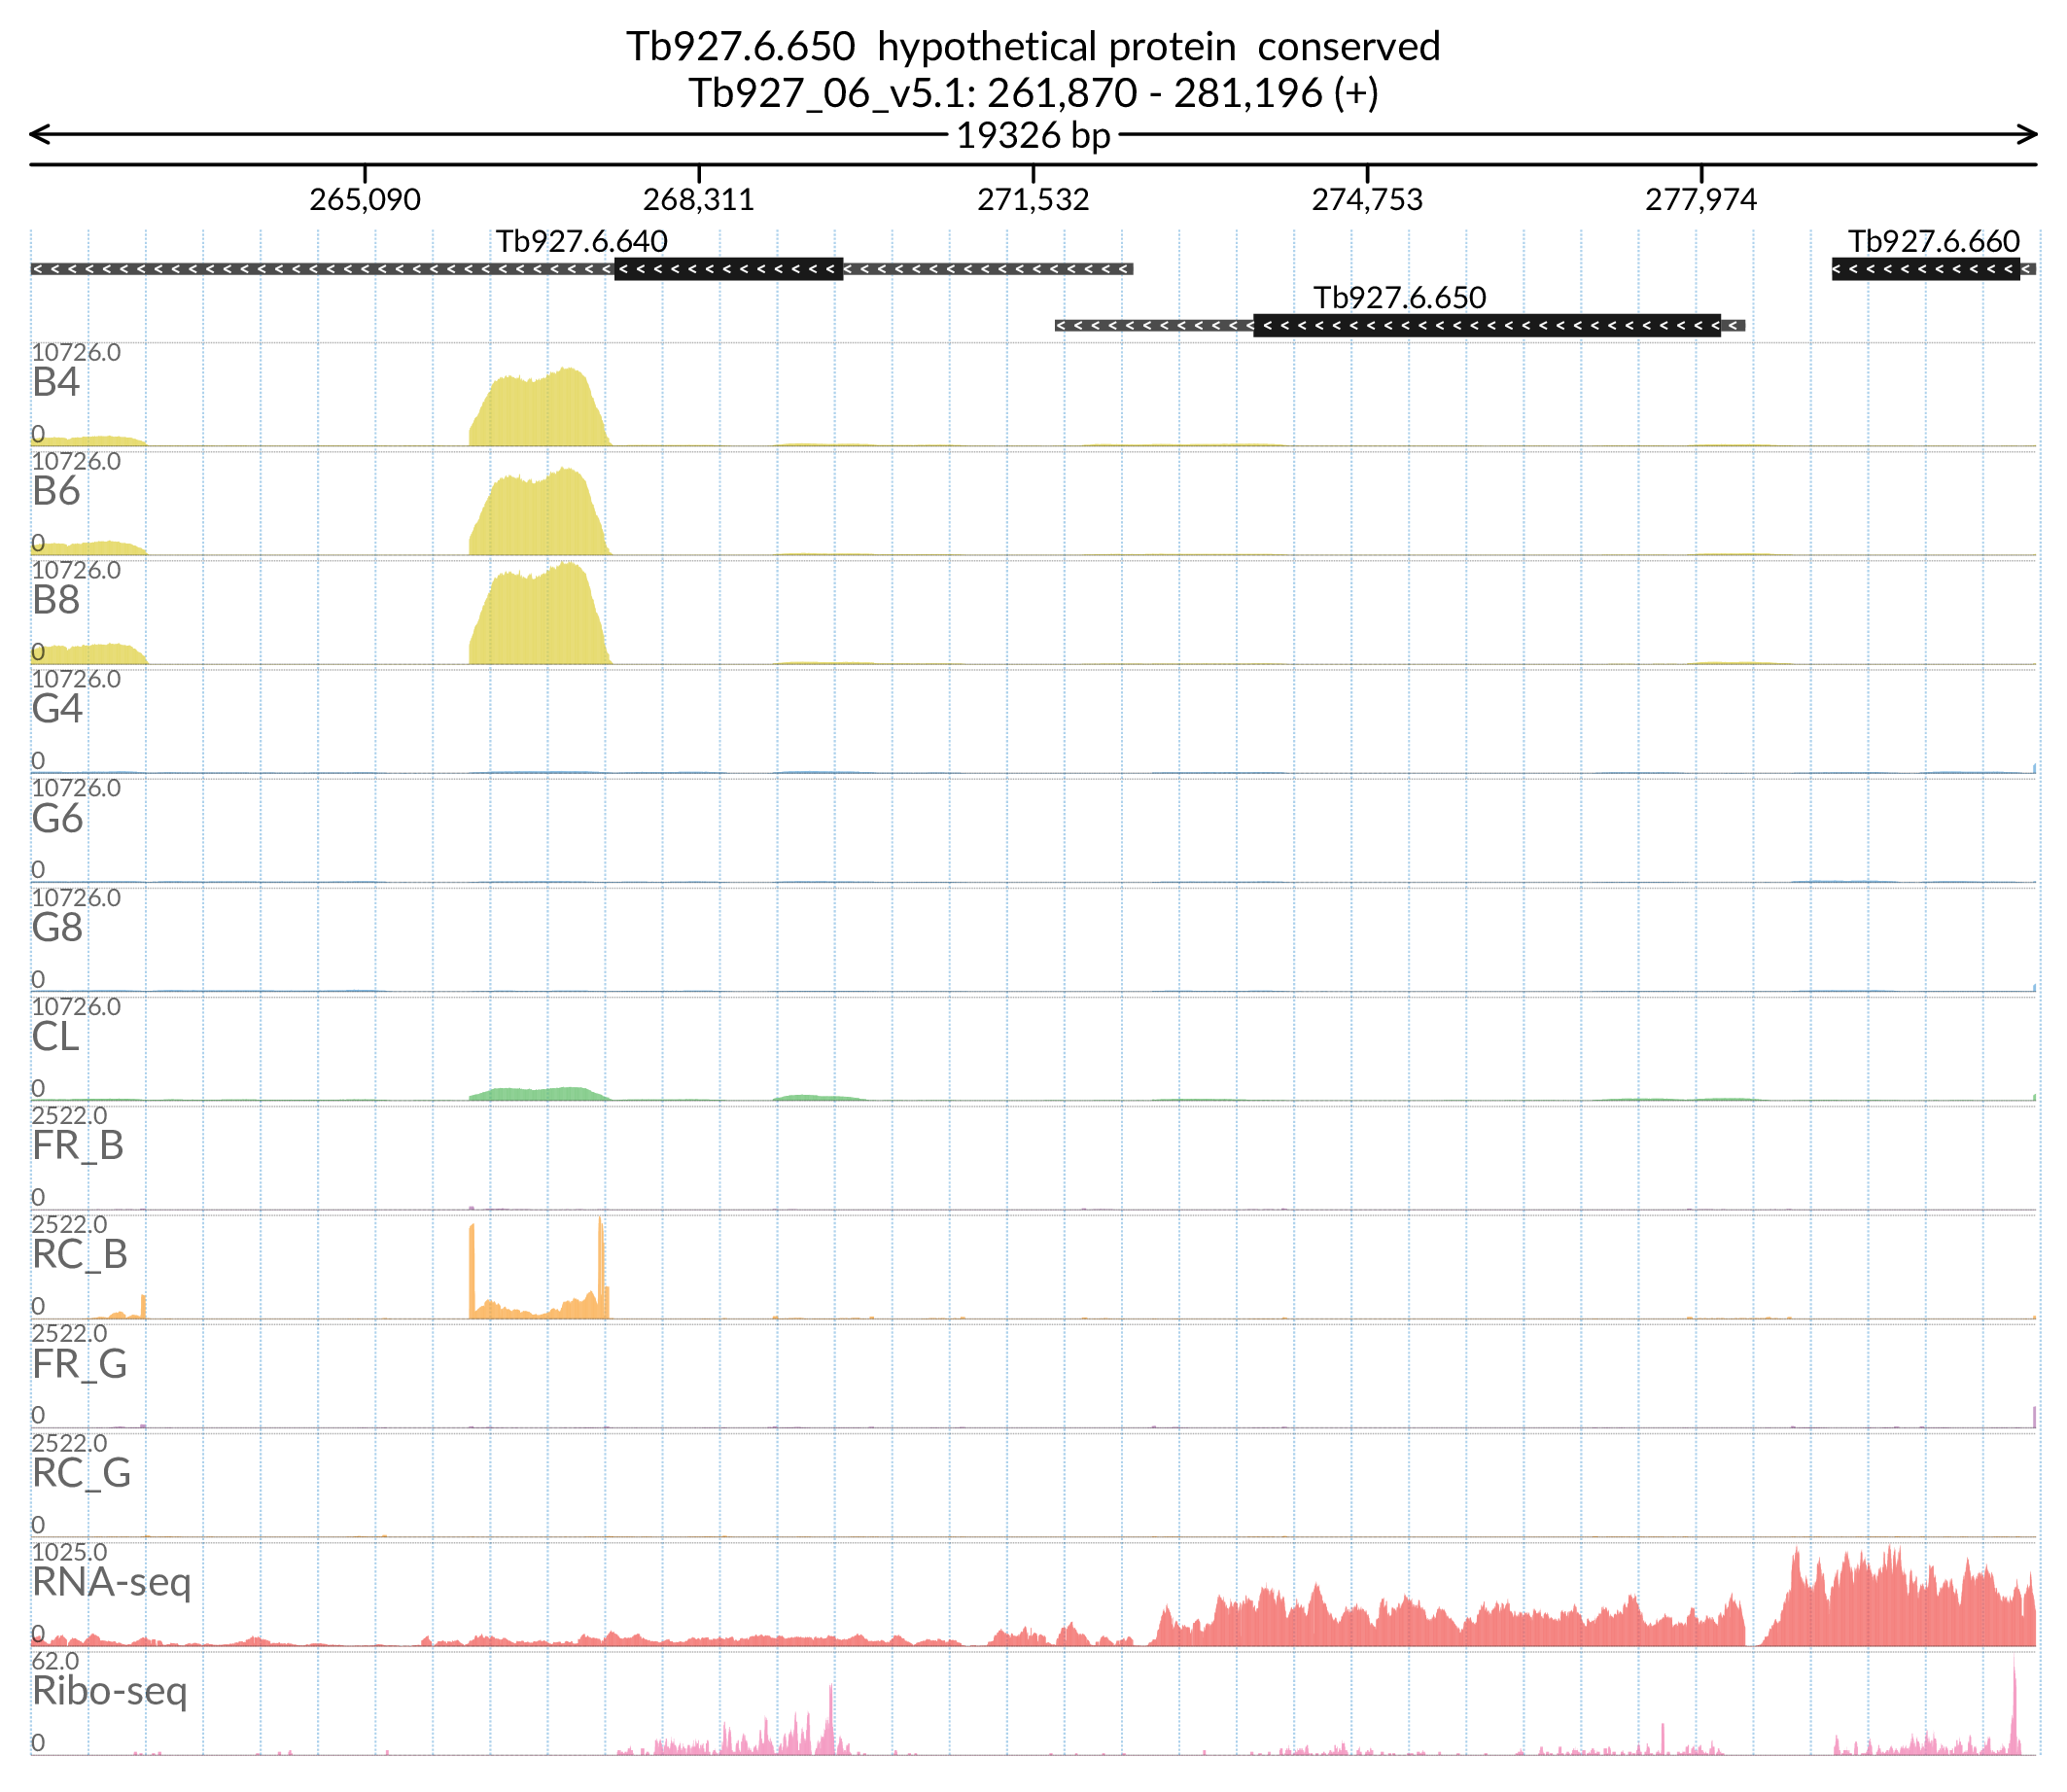 Tb927.6.650  hypothetical protein  conserved
Tb927_06_v5.1: 261,870 - 281,196 (+)
19326 bp
265,090 268,311 271,532 274,753 277,974
Tb927.6.640 Tb927.6.660
Tb927.6.650
10726.0
B4
0
10726.0
B6
0
10726.0
B8
0
10726.0
G4
0
10726.0
G6
0
10726.0
G8
0
10726.0
CL
0
2522.0
FR_B
0
2522.0
RC_B
0
2522.0
FR_G
0
2522.0
RC_G
0
1025.0
RNA-seq
0
62.0
Ribo-seq
0